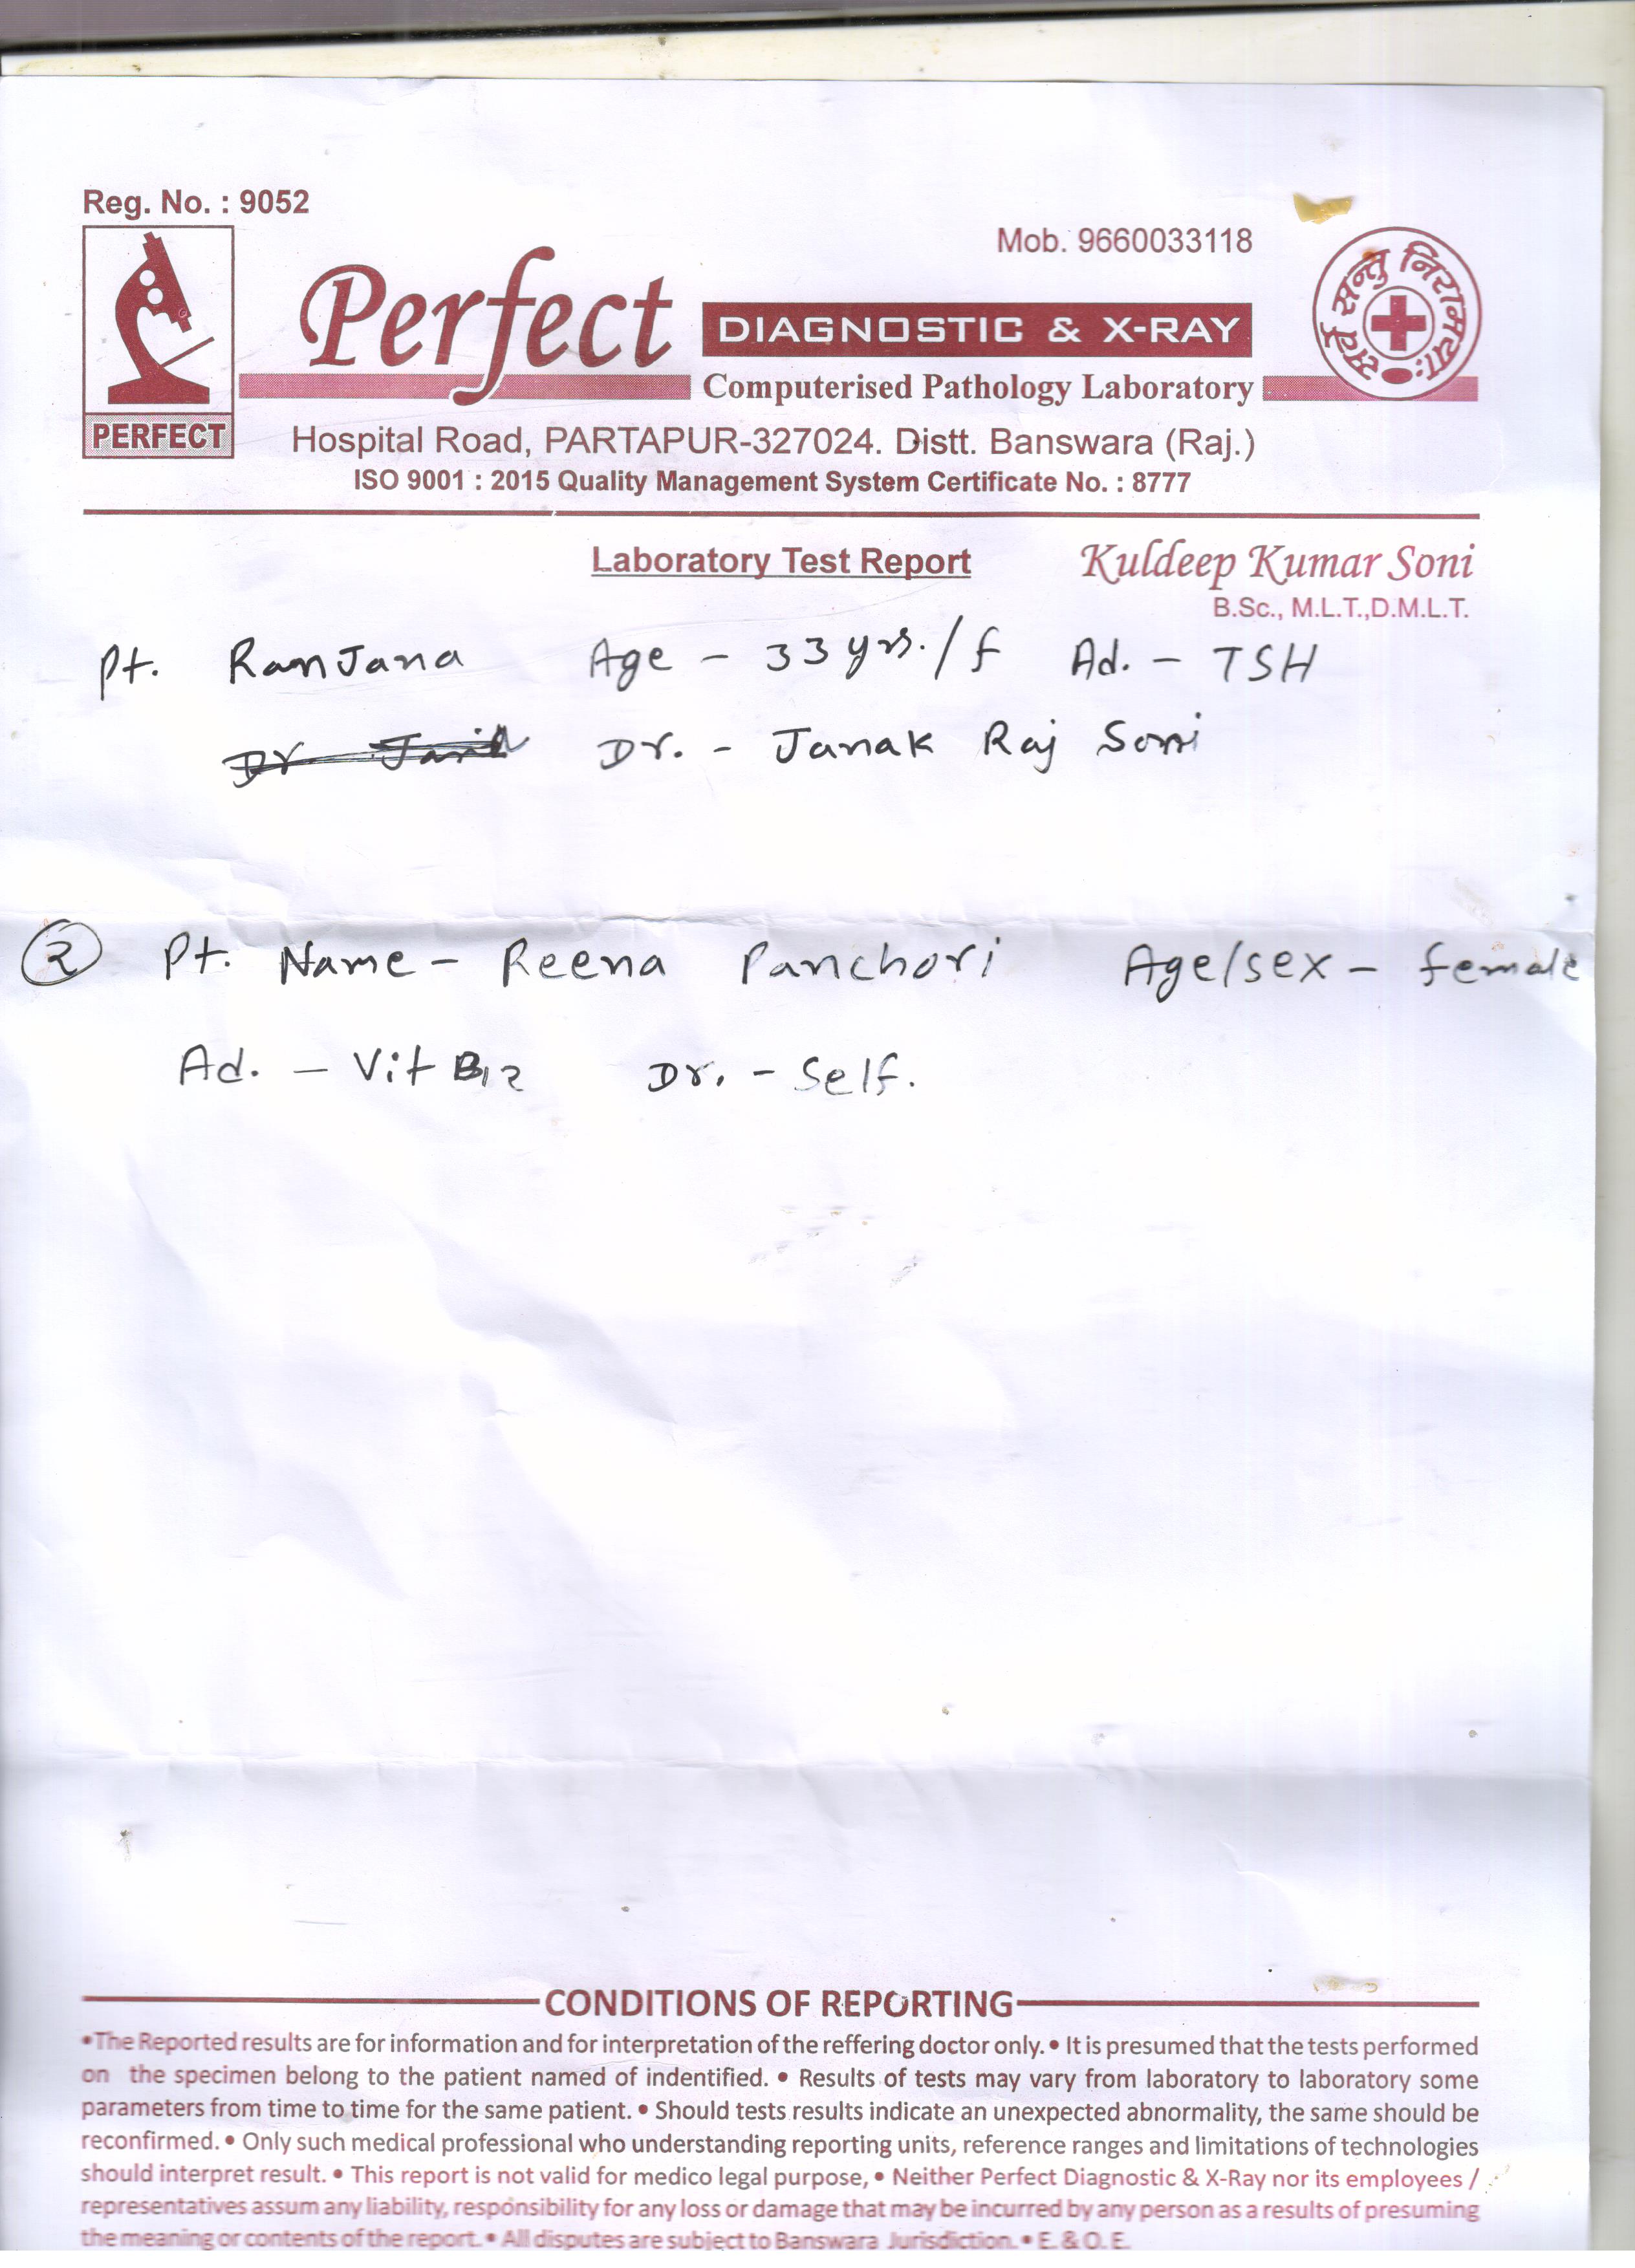 Reg. No. : 9052
Mob. 9660033118
Perfect DIAGNOSTIC & X-RAY
सर्वे सन्तु निरामयाः
Computerised Pathology Laboratory
PERFECT
Hospital Road, PARTAPUR-327024. Distt. Banswara (Raj.)
ISO 9001 : 2015 Quality Management System Certificate No. : 8777
Laboratory Test Report
Kuldeep Kumar Soni
B.Sc., M.L.T.,D.M.L.T.
Pt. RanJana Age - 33 yrs./f Ad. - TSH
Dr. - Janak Raj Soni
2 Pt. Name - Reena Panchori Age/sex - female
Ad. - Vit B12 Dr. - Self.
CONDITIONS OF REPORTING
•The Reported results are for information and for interpretation of the reffering doctor only. • It is presumed that the tests performed
on the specimen belong to the patient named of indentified. • Results of tests may vary from laboratory to laboratory some
parameters from time to time for the same patient. • Should tests results indicate an unexpected abnormality, the same should be
reconfirmed. • Only such medical professional who understanding reporting units, reference ranges and limitations of technologies
should interpret result. • This report is not valid for medico legal purpose, • Neither Perfect Diagnostic & X-Ray nor its employees /
representatives assum any liability, responsibility for any loss or damage that may be incurred by any person as a results of presuming
the meaning or contents of the report. • All disputes are subject to Banswara Jurisdiction. • E. & O. E.